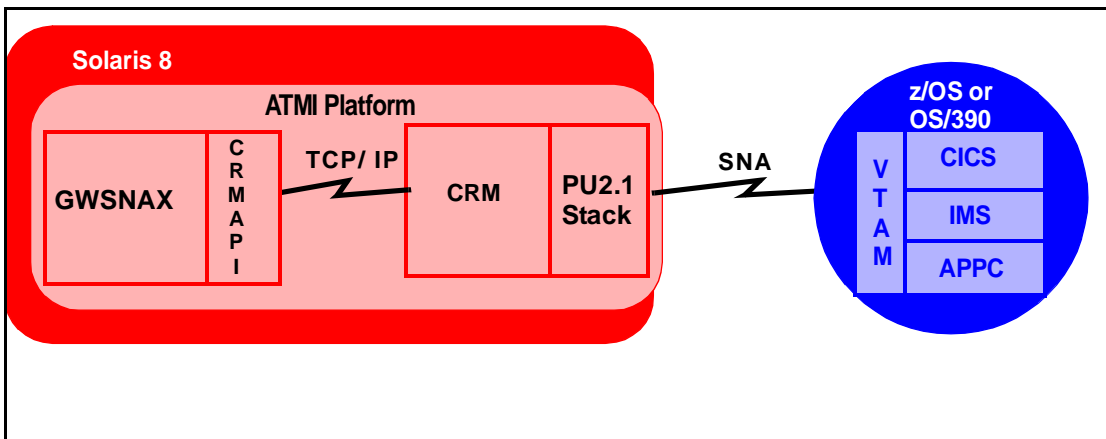 Solaris 8
ATMI Platform
GWSNAX
C
R
M
A
P
I
TCP/ IP
CRM
PU2.1
Stack
SNA
z/OS or
OS/390
V
T
A
M
CICS
IMS
APPC